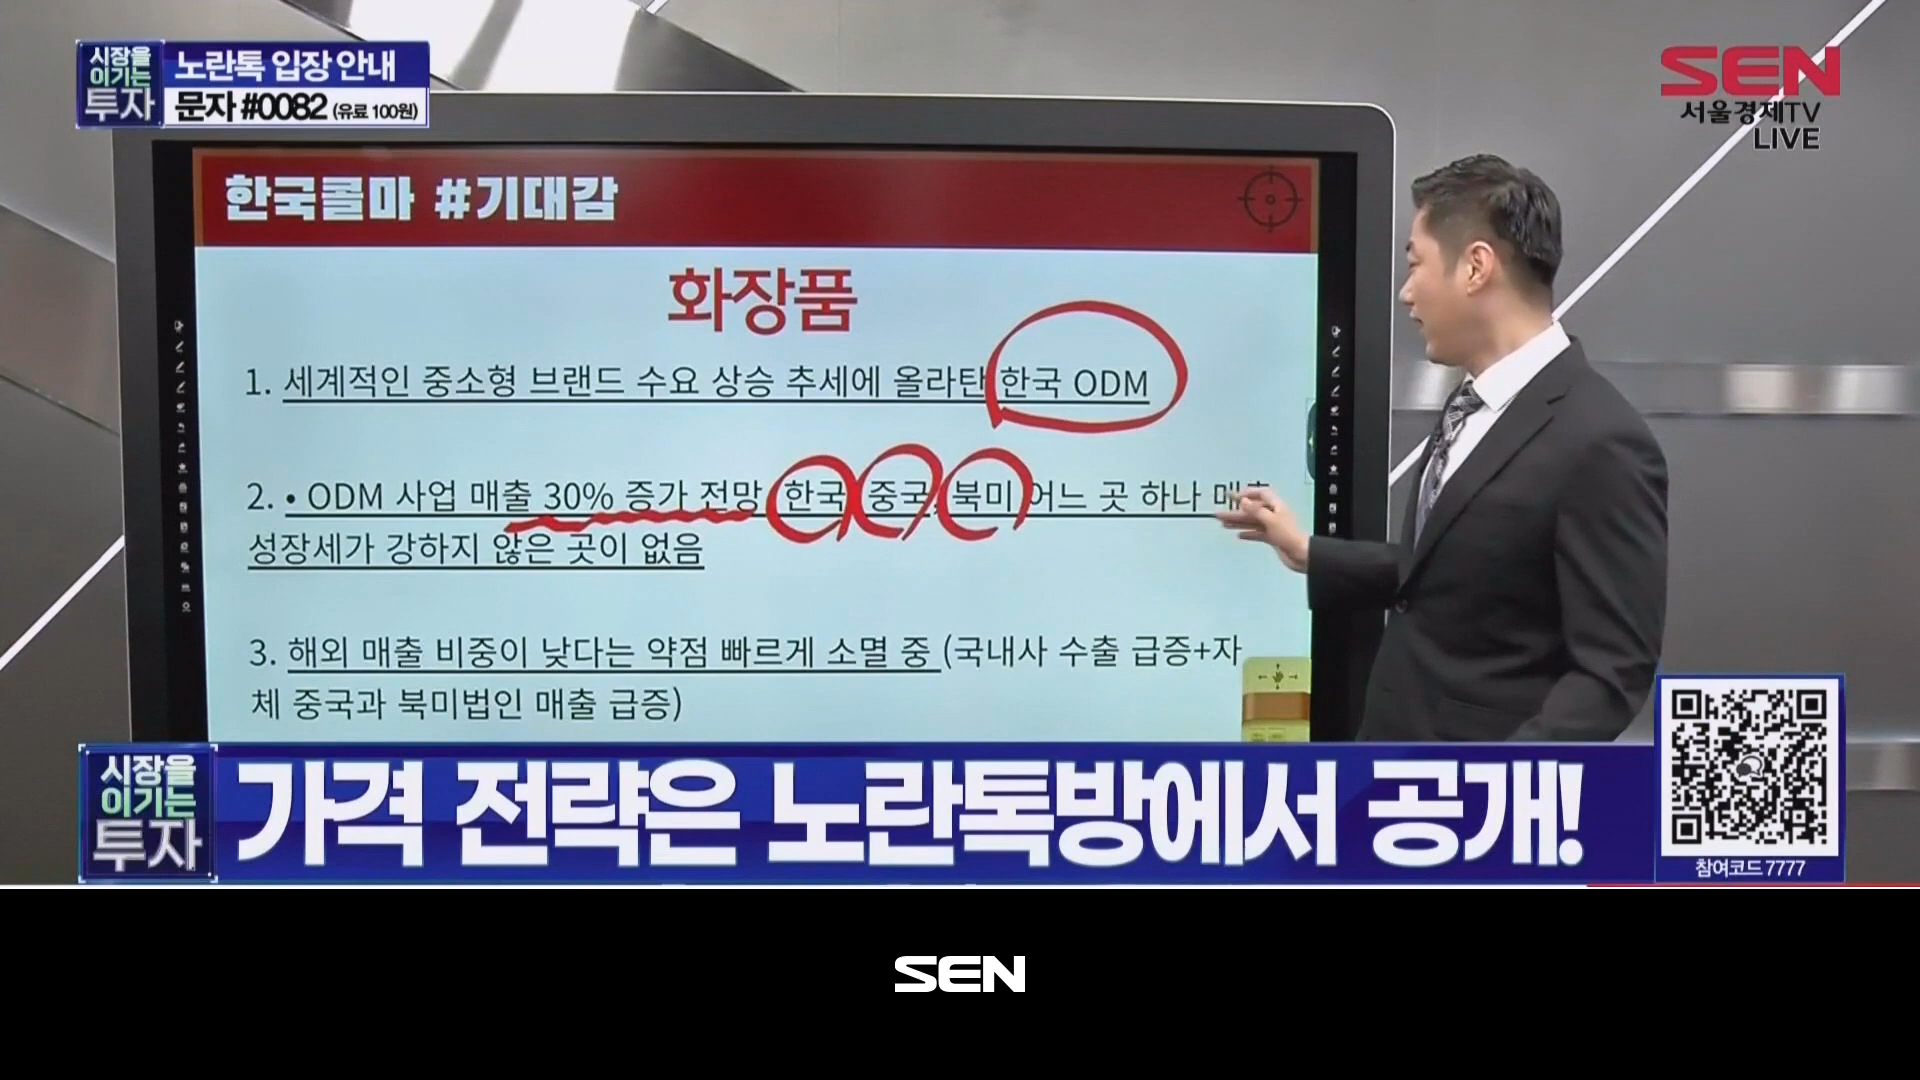 시장을
이기는
투자
노란톡 입장 안내
문자 #0082 (유료 100원)
SEN
서울경제TV
LIVE
한국콜마 #기대감
화장품
1. 세계적인 중소형 브랜드 수요 상승 추세에 올라탄 한국 ODM
2. • ODM 사업 매출 30% 증가 전망 한국, 중국, 북미 어느 곳 하나
성장세가 강하지 않은 곳이 없음
3. 해외 매출 비중이 낮다는 약점 빠르게 소멸 중 (국내사 수출 급증+자
체 중국과 북미법인 매출 급증)
시장을
이기는
투자
가격 전략은 노란톡방에서 공개!
참여코드 7777
SEN